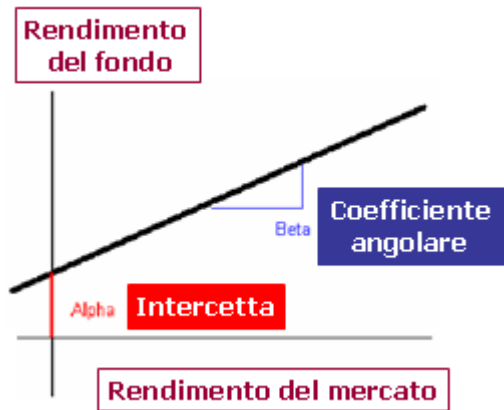 Rendimento
del fondo
Coefficiente
angolare
Beta
Alpha
Intercetta
Rendimento del mercato